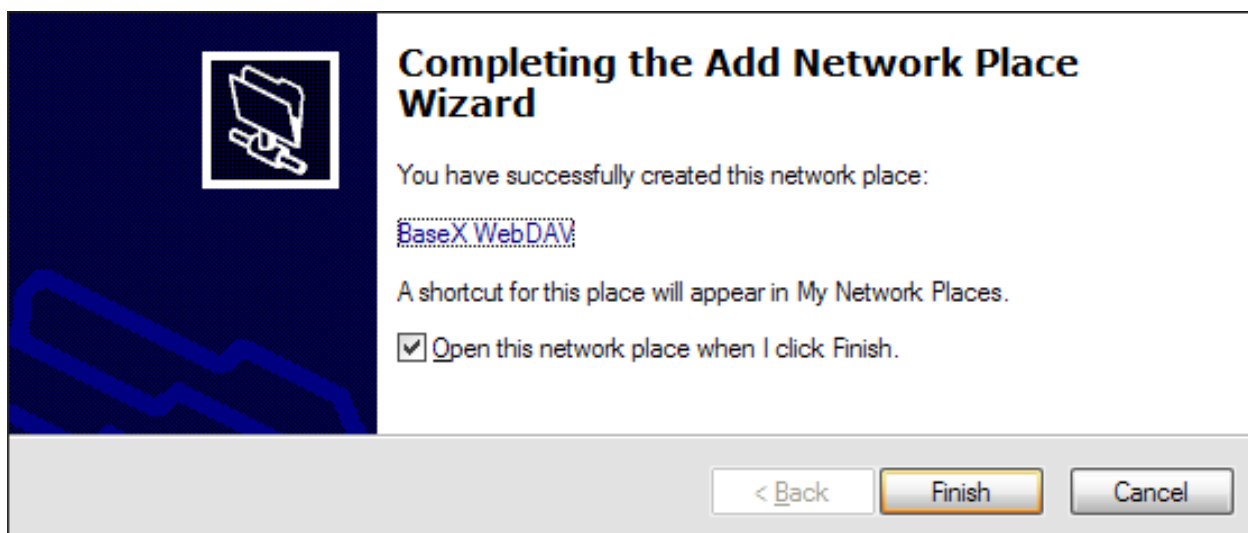 Completing the Add Network Place
Wizard
You have successfully created this network place:
BaseX WebDAV
A shortcut for this place will appear in My Network Places.
Open this network place when I click Finish.
< Back
Finish
Cancel